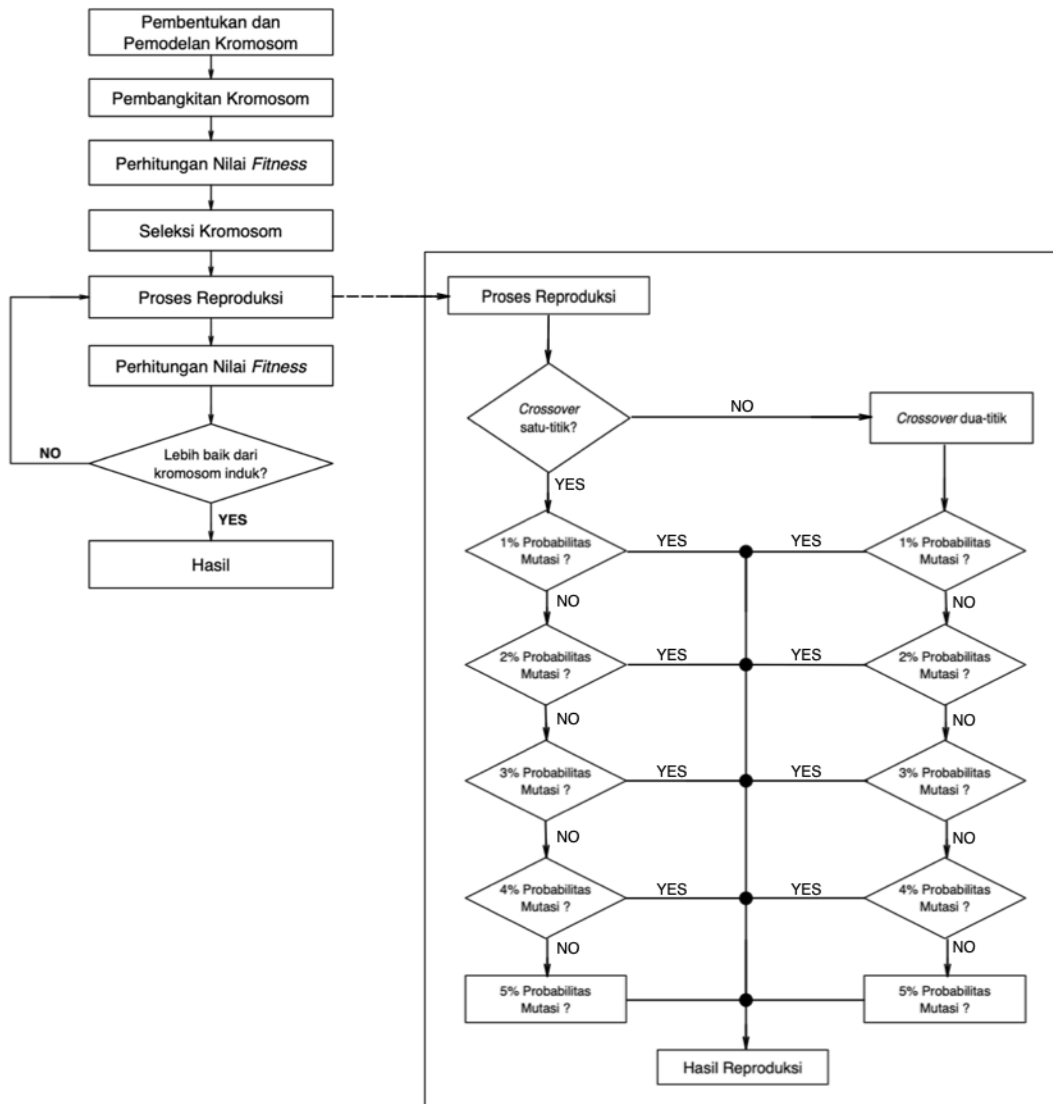 Pembentukan dan
Pemodelan Kromosom
Pembangkitan Kromosom
Perhitungan Nilai Fitness
Seleksi Kromosom
Proses Reproduksi
Perhitungan Nilai Fitness
Lebih baik dari
kromosom induk?
NO
YES
Hasil
Proses Reproduksi
Crossover
satu-titik?
NO
Crossover dua-titik
YES
1% Probabilitas
Mutasi ?
YES
YES
1% Probabilitas
Mutasi ?
NO
NO
2% Probabilitas
Mutasi ?
YES
YES
2% Probabilitas
Mutasi ?
NO
NO
3% Probabilitas
Mutasi ?
YES
YES
3% Probabilitas
Mutasi ?
NO
NO
4% Probabilitas
Mutasi ?
YES
YES
4% Probabilitas
Mutasi ?
NO
NO
5% Probabilitas
Mutasi ?
5% Probabilitas
Mutasi ?
Hasil Reproduksi